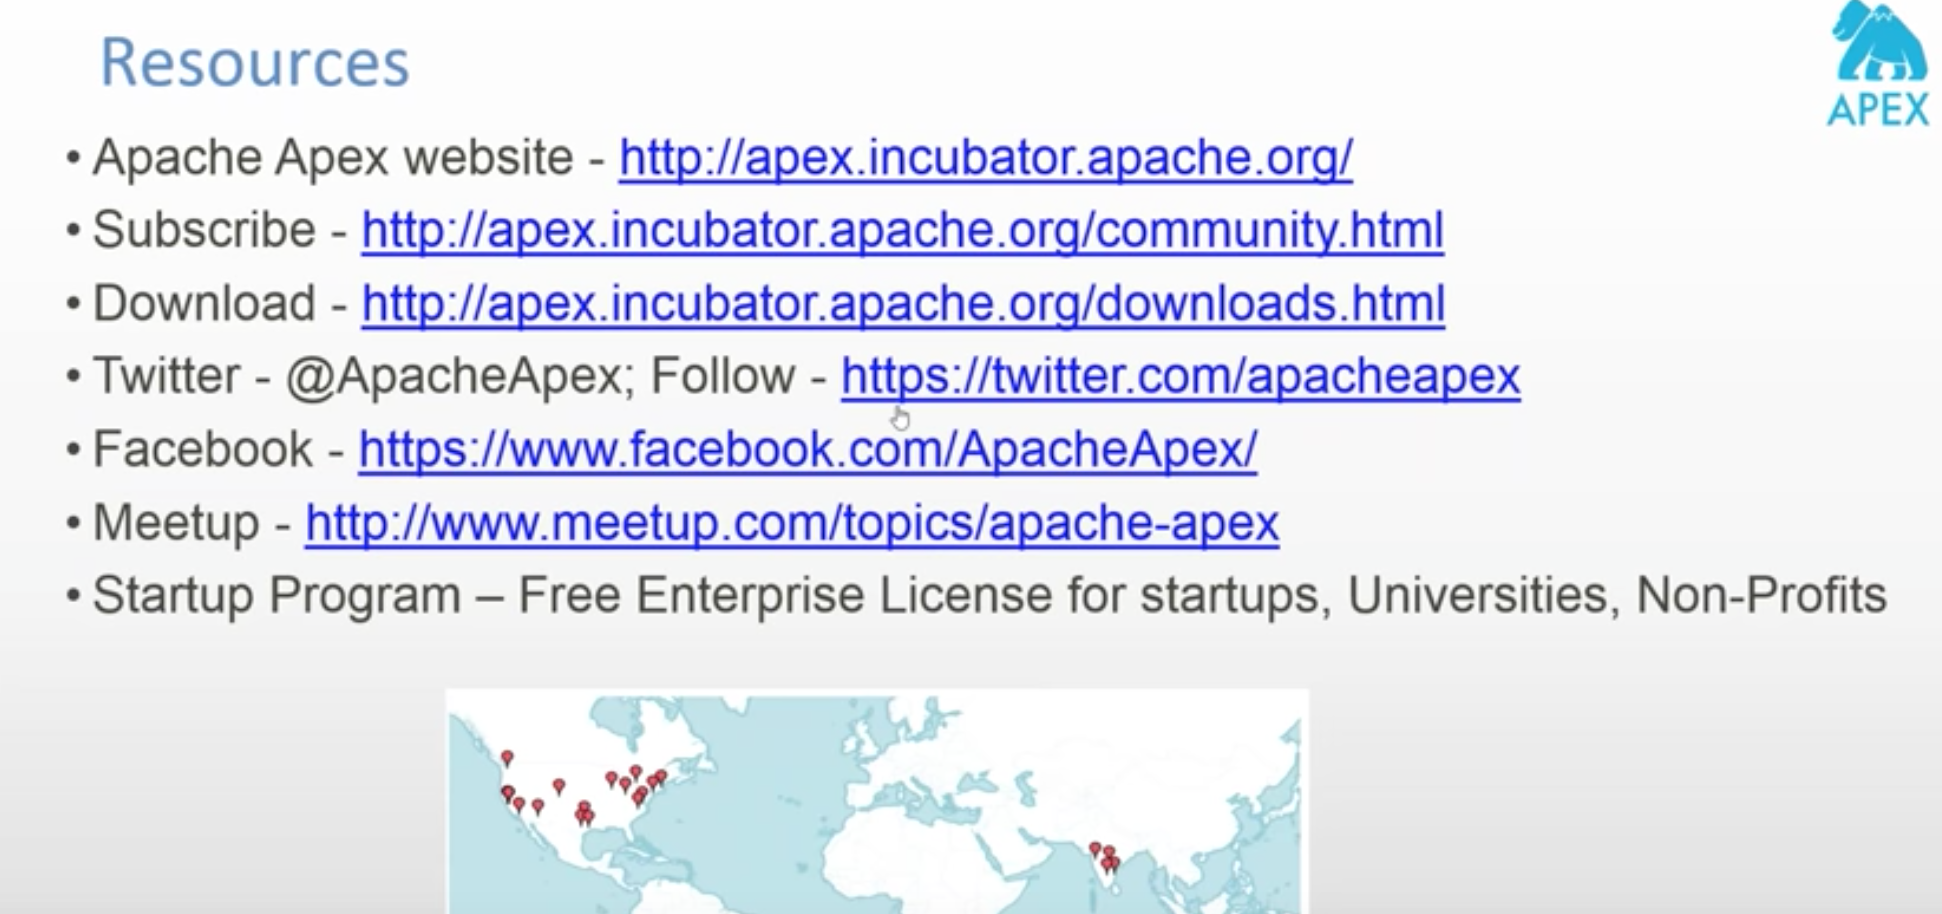 Resources
APEX
• Apache Apex website - http://apex.incubator.apache.org/
• Subscribe - http://apex.incubator.apache.org/community.html
• Download - http://apex.incubator.apache.org/downloads.html
• Twitter - @ApacheApex; Follow - https://twitter.com/apacheapex
• Facebook - https://www.facebook.com/ApacheApex/
• Meetup - http://www.meetup.com/topics/apache-apex
• Startup Program – Free Enterprise License for startups, Universities, Non-Profits